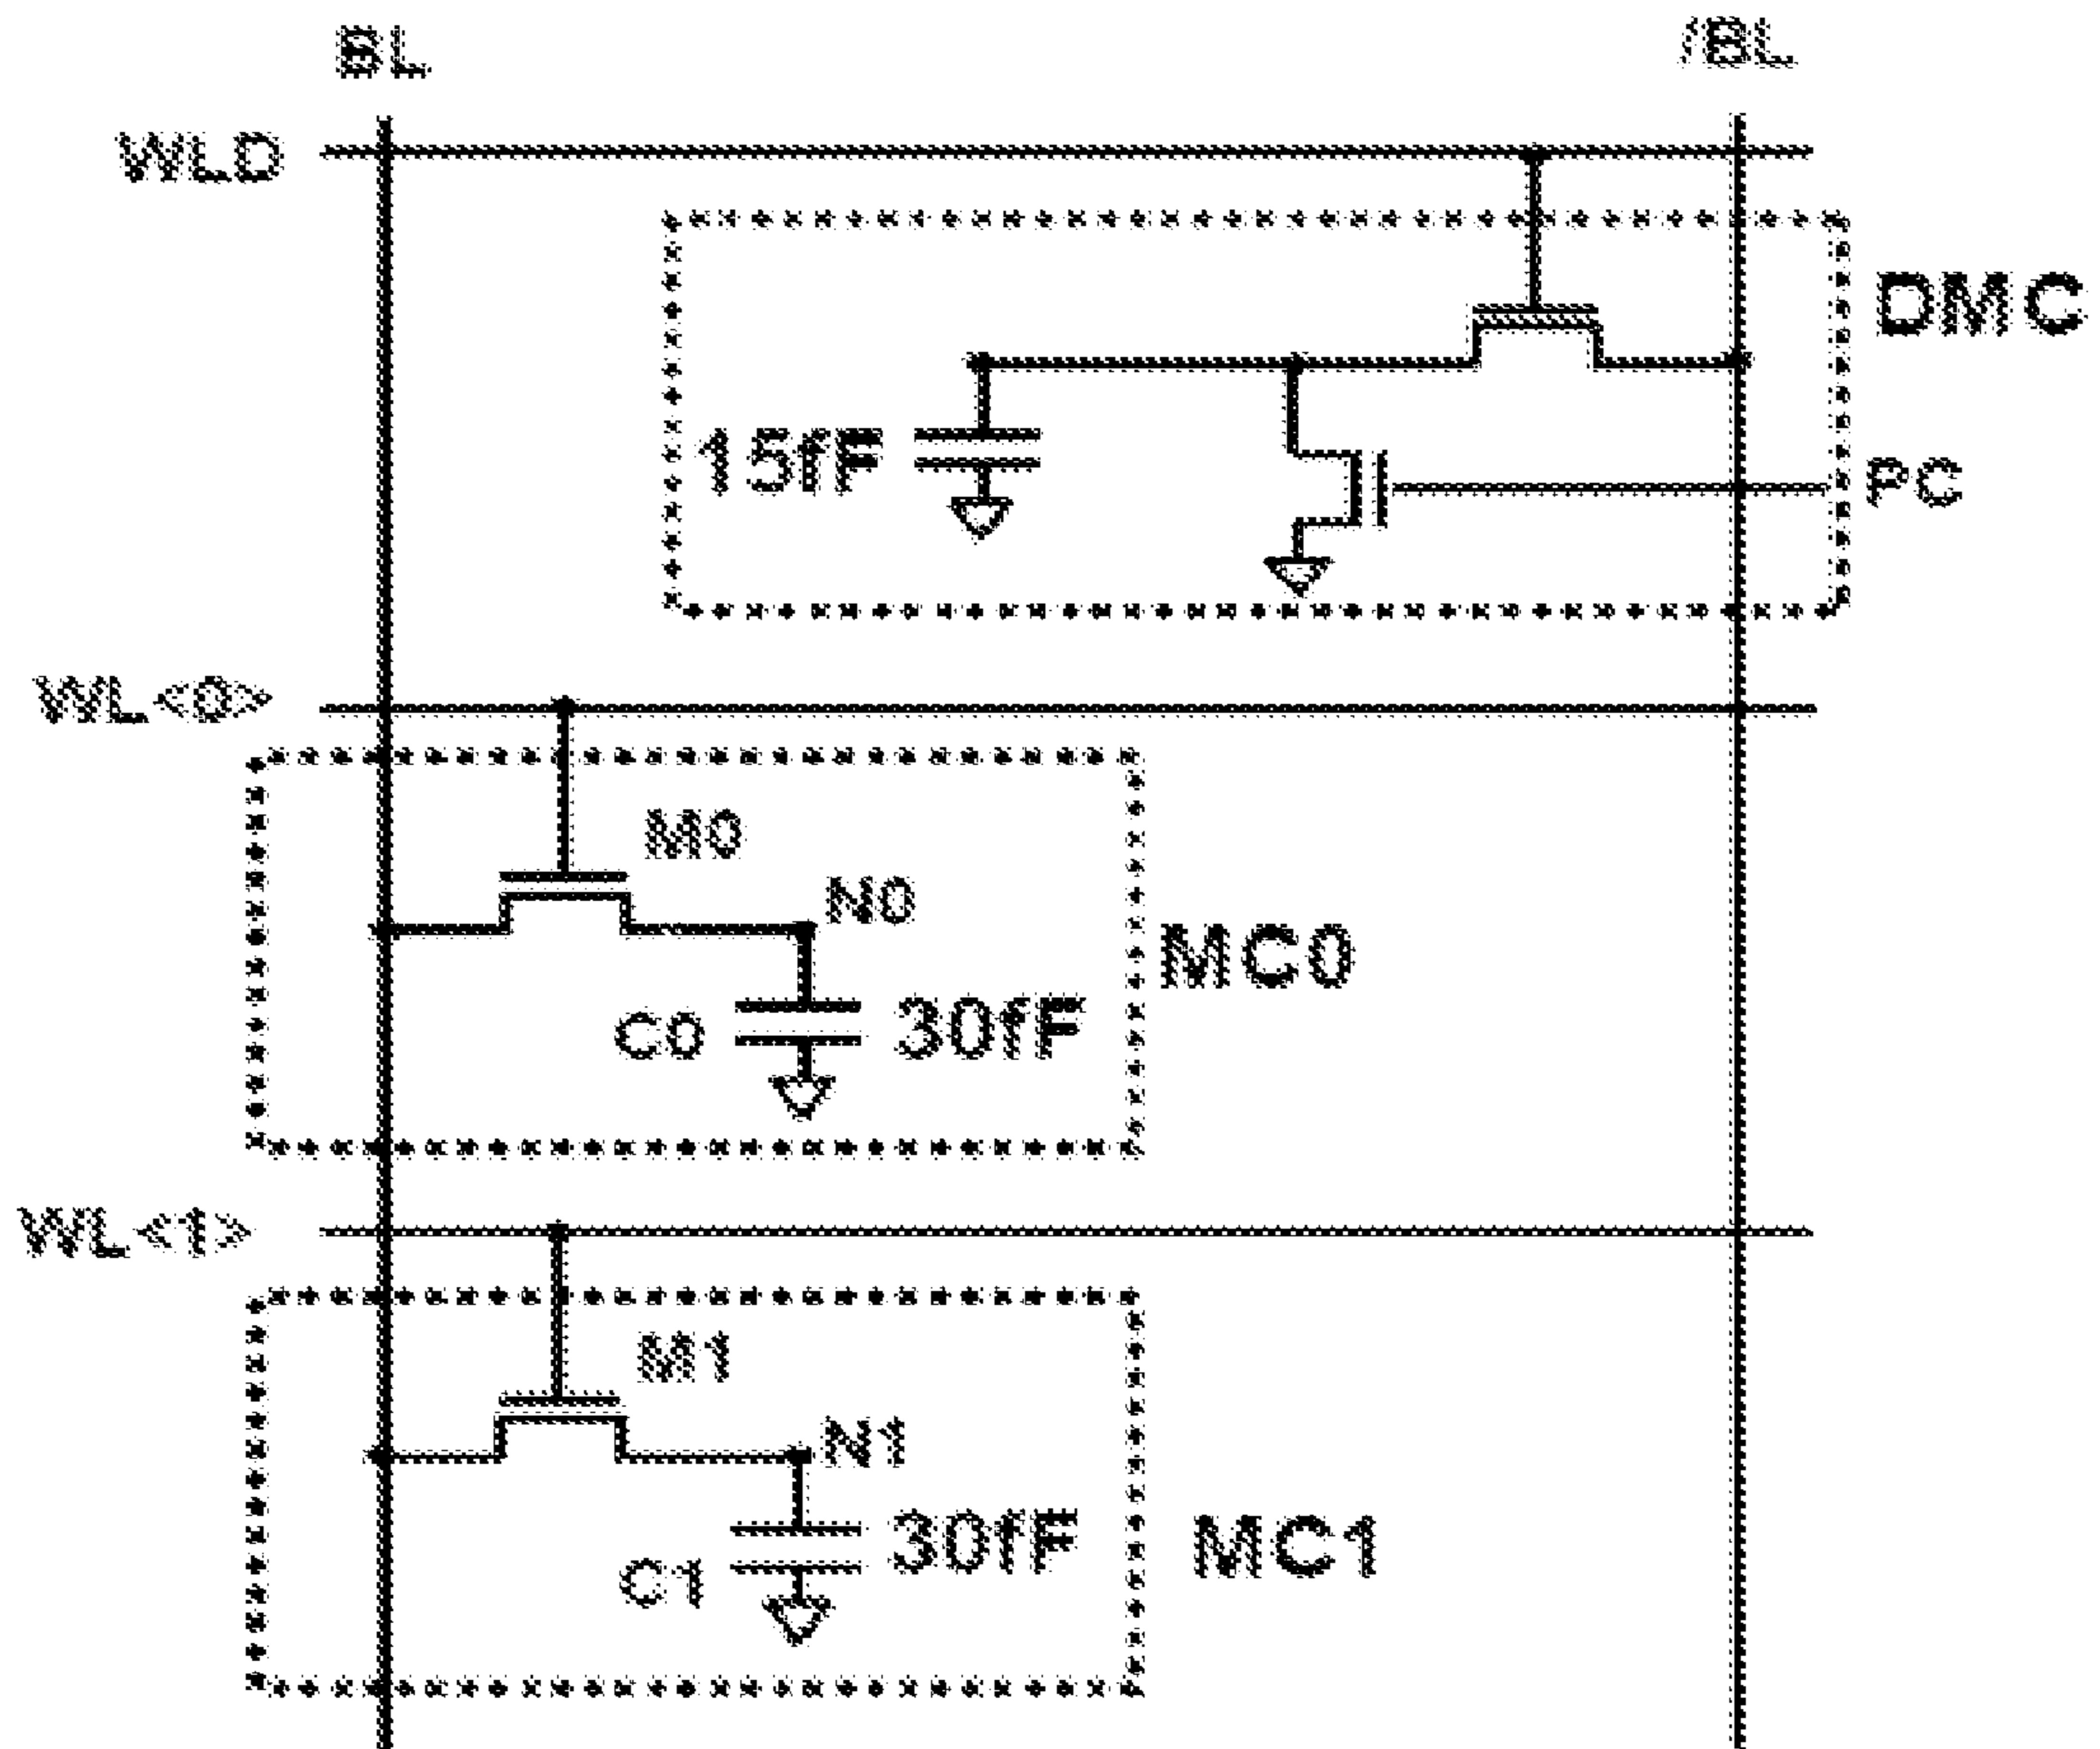 BL /BL
WLD
DMC
15fF
PC
WL<0>
M0
N0
MC0
C0 30fF
WL<1>
M1
N1
30fF
MC1
C1